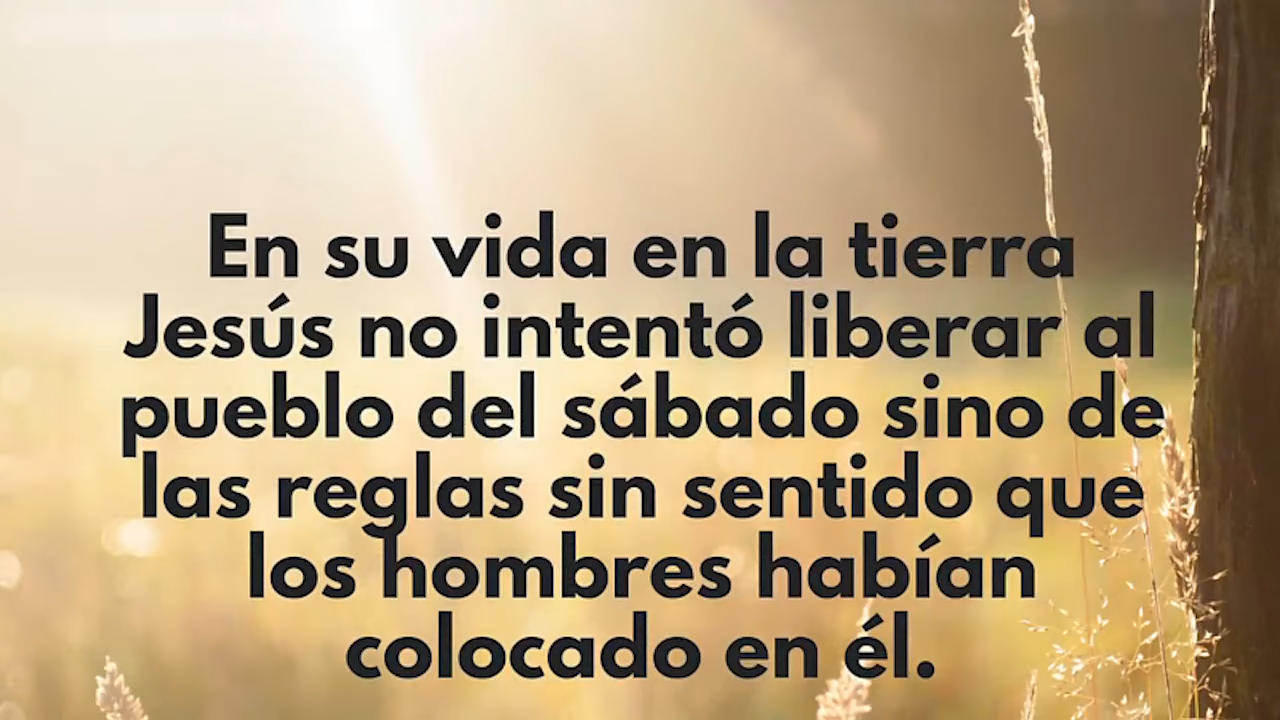 En su vida en la tierra
Jesús no intentó liberar al
pueblo del sábado sino de
las reglas sin sentido que
los hombres habían
colocado en él.